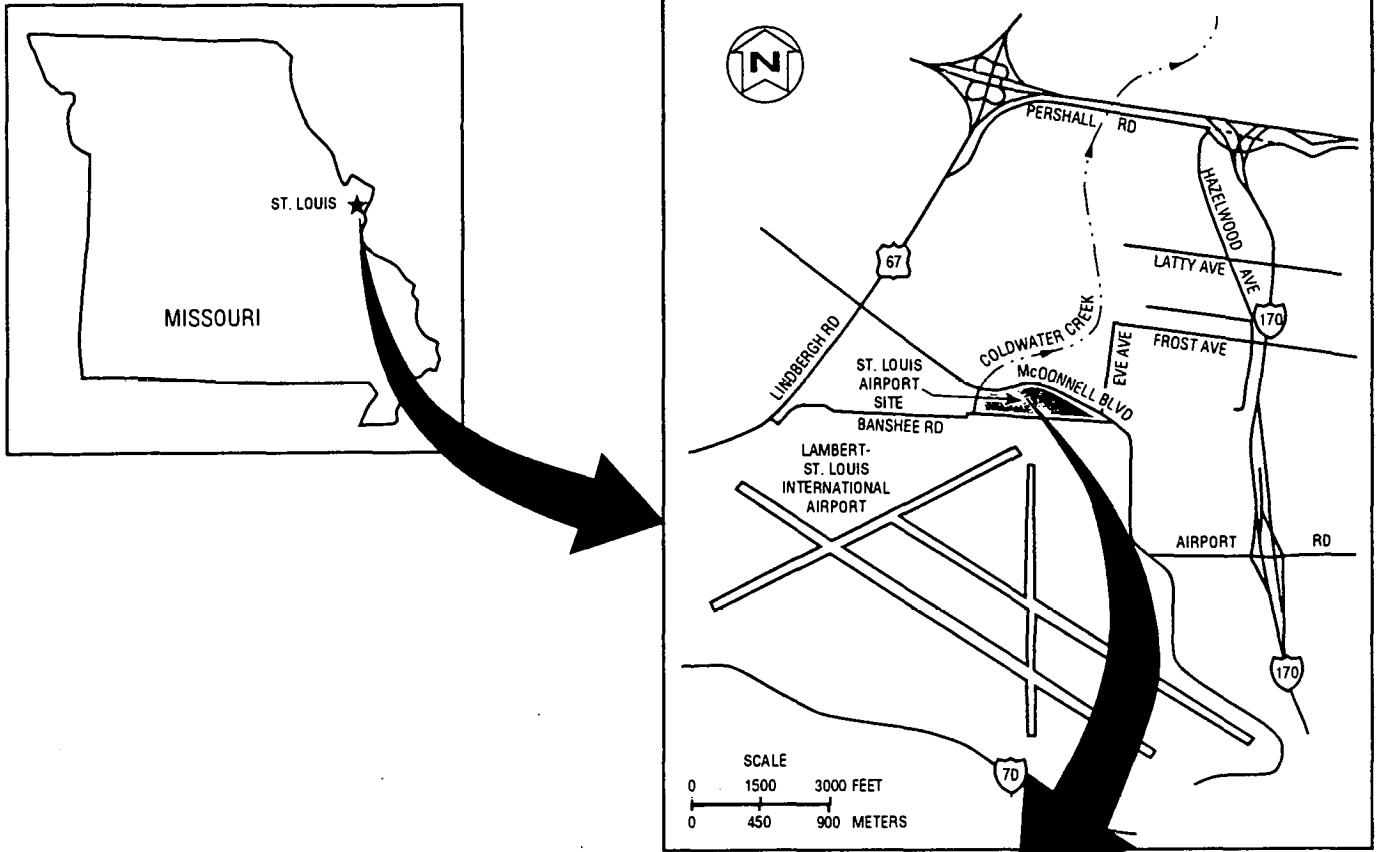 ST. LOUIS
MISSOURI
N
PERSHALL RD
HAZELWOOD AVE
67
LATTY AVE
170
LINDBERGH RD
COLDWATER CREEK
EVE AVE
FROST AVE
ST. LOUIS
AIRPORT
SITE
McDONNELL BLVD
BANSHEE RD
LAMBERT-
ST. LOUIS
INTERNATIONAL
AIRPORT
AIRPORT RD
170
70
SCALE
0 1500 3000 FEET
0 450 900 METERS